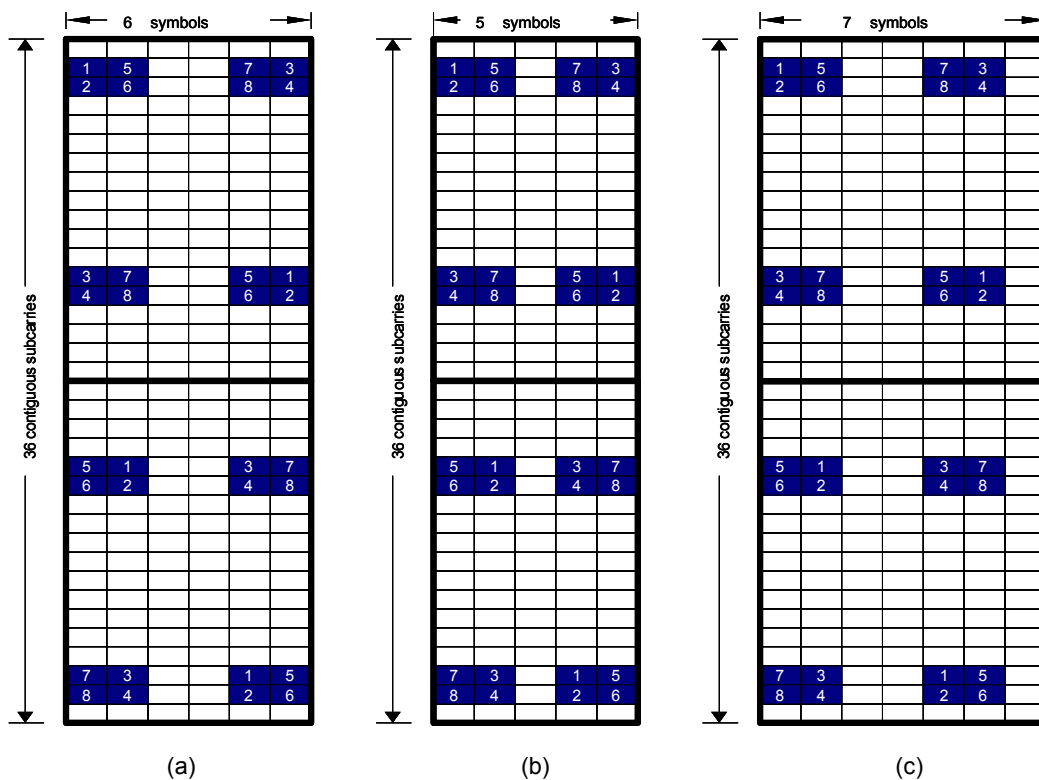 6 symbols 5 symbols 7 symbols
1 5 7 3 1 5 7 3 1 5 7 3
2 6 8 4 2 6 8 4 2 6 8 4
3 7 5 1 3 7 5 1 3 7 5 1
4 8 6 2 4 8 6 2 4 8 6 2
36 contiguous subcarries 36 contiguous subcarries 36 contiguous subcarries
5 1 3 7 5 1 3 7 5 1 3 7
6 2 4 8 6 2 4 8 6 2 4 8
7 3 1 5 7 3 1 5 7 3 1 5
8 4 2 6 8 4 2 6 8 4 2 6
(a) (b) (c)